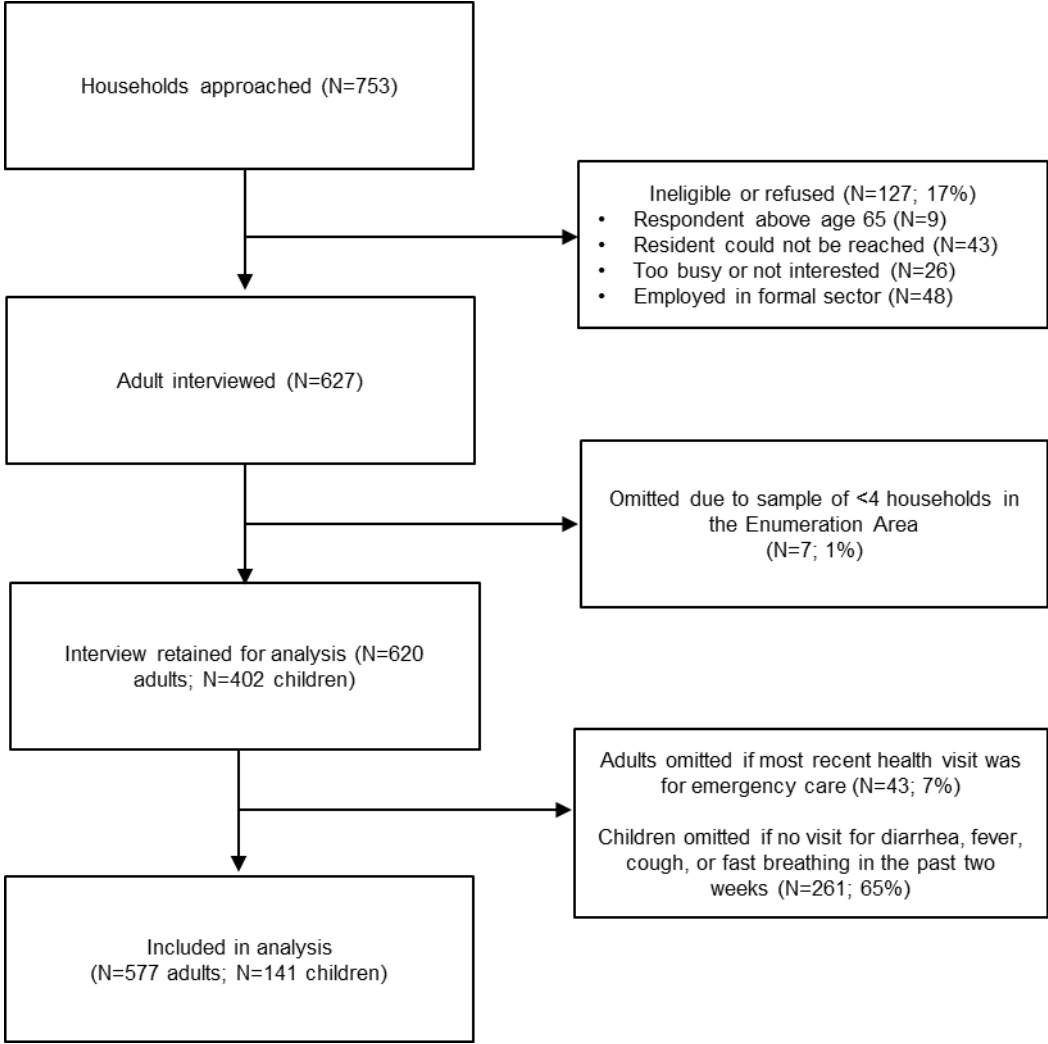 Households approached (N=753)
Ineligible or refused (N=127; 17%)
• Respondent above age 65 (N=9)
• Resident could not be reached (N=43)
• Too busy or not interested (N=26)
• Employed in formal sector (N=48)
Adult interviewed (N=627)
Omitted due to sample of <4 households in
the Enumeration Area
(N=7; 1%)
Interview retained for analysis (N=620
adults; N=402 children)
Adults omitted if most recent health visit was
for emergency care (N=43; 7%)
Children omitted if no visit for diarrhea, fever,
cough, or fast breathing in the past two
weeks (N=261; 65%)
Included in analysis
(N=577 adults; N=141 children)